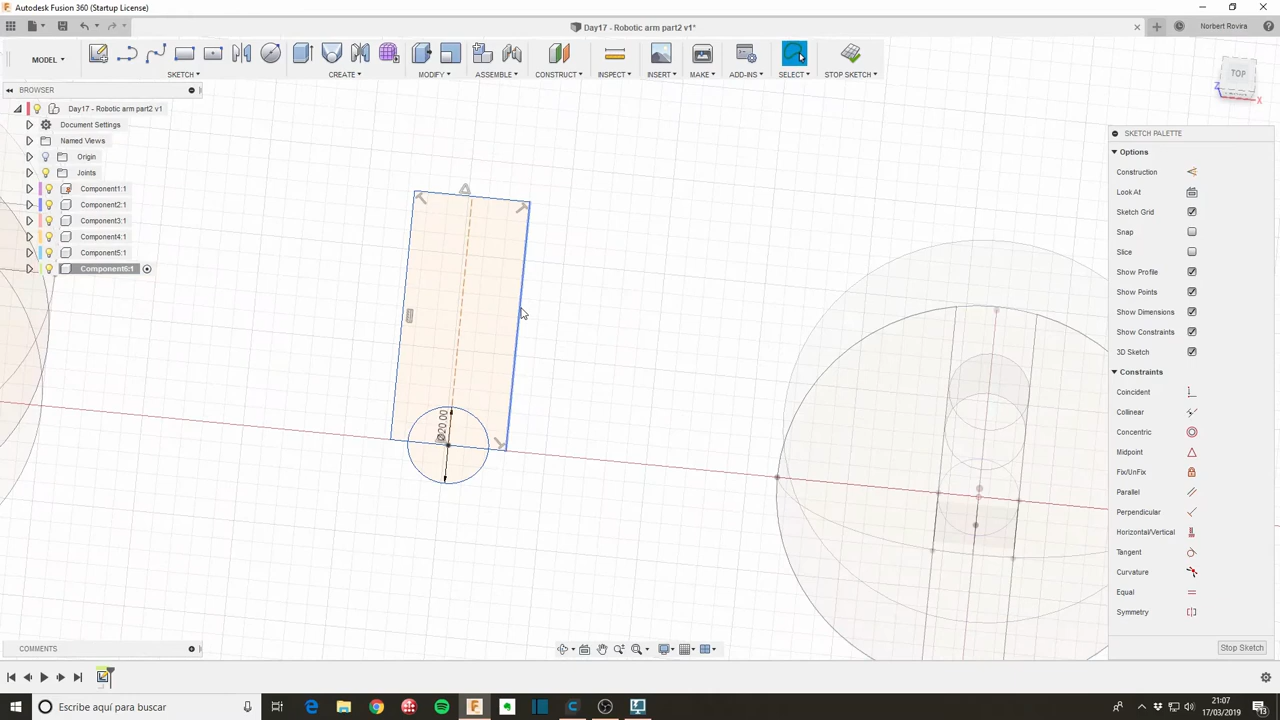 Autodesk Fusion 360 (Startup License)
Day17 - Robotic arm part2 v1*
Norbert Rovira
MODEL
SKETCH
CREATE
MODIFY
ASSEMBLE
CONSTRUCT
INSPECT
INSERT
MAKE
ADD-INS
SELECT
STOP SKETCH
BROWSER
TOP
Z
X
Day17 - Robotic arm part2 v1
Document Settings
Named Views
Origin
Joints
Component1:1
Component2:1
Component3:1
Component4:1
Component5:1
Component6:1
SKETCH PALETTE
Options
Construction
Look At
Sketch Grid
Snap
Slice
Show Profile
Show Points
Show Dimensions
Show Constraints
3D Sketch
Constraints
Coincident
Collinear
Concentric
Midpoint
Fix/UnFix
Parallel
Perpendicular
Horizontal/Vertical
Tangent
Curvature
Equal
Symmetry
Ø20.00
Stop Sketch
COMMENTS
Escribe aquí para buscar
21:07
17/03/2019